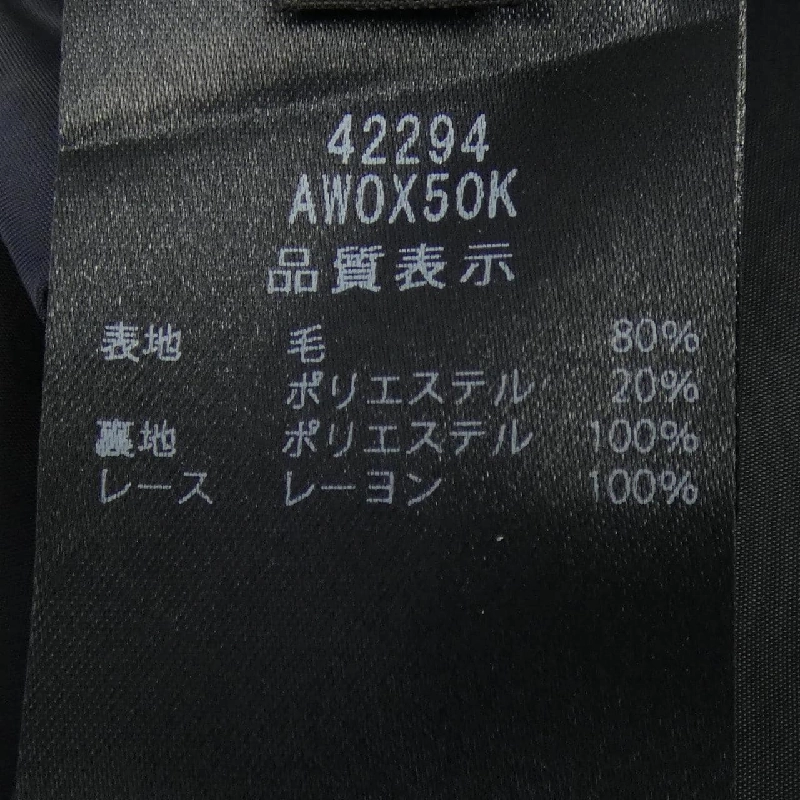 42294
AWOX50K
品質表示
表地 毛 80%
ポリエステル 20%
裏地 ポリエステル 100%
レース レーヨン 100%